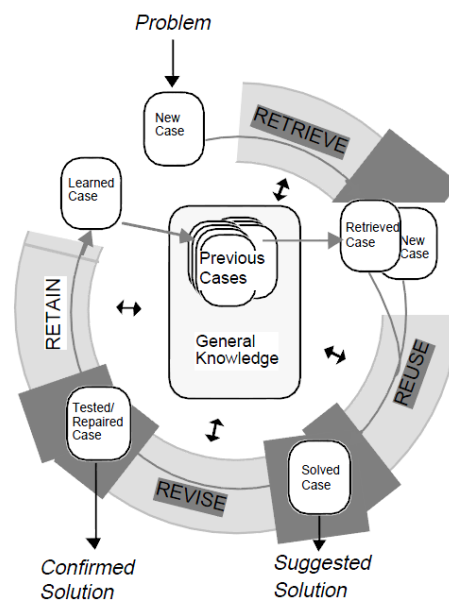 Problem
New
Case
RETRIEVE
Learned
Case
Retrieved
Case
New
Case
Previous
Cases
General
Knowledge
RETAIN
REUSE
Tested/
Repaired
Case
Solved
Case
REVISE
Confirmed
Solution
Suggested
Solution